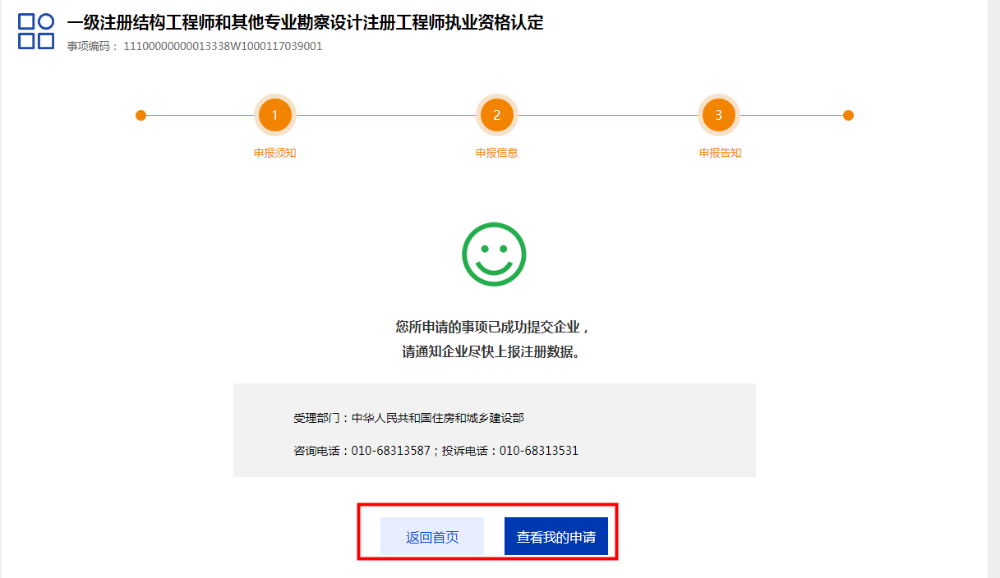 一级注册结构工程师和其他专业勘察设计注册工程师执业资格认定
事项编码： 11100000000013338W1000117039001
1 2 3
申报须知 申报信息 申报告知
您所申请的事项已成功提交企业，
请通知企业尽快上报注册数据。
受理部门：中华人民共和国住房和城乡建设部
咨询电话：010-68313587；投诉电话：010-68313531
返回首页 查看我的申请